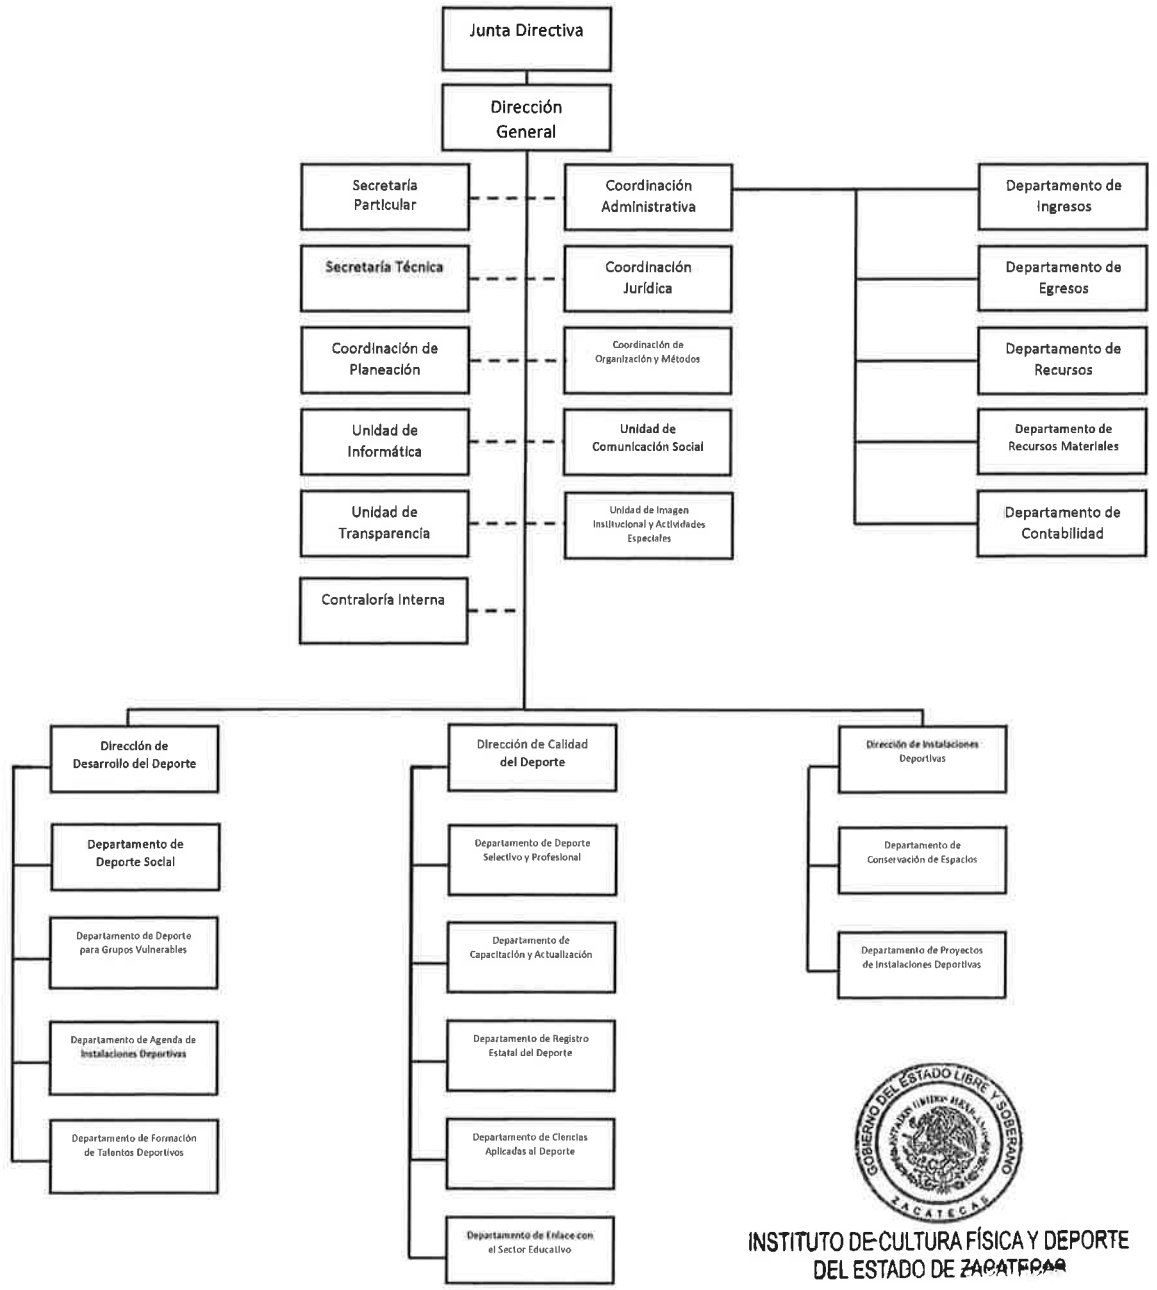 Junta Directiva
Dirección
General
Secretaría
Particular
Coordinación
Administrativa
Departamento de
Ingresos
Secretaría Técnica
Coordinación
Jurídica
Departamento de
Egresos
Coordinación de
Planeación
Coordinación de
Organización y Métodos
Departamento de
Recursos
Unidad de
Informática
Unidad de
Comunicación Social
Departamento de
Recursos Materiales
Unidad de
Transparencia
Unidad de Imagen
Institucional y Actividades
Especiales
Departamento de
Contabilidad
Contraloría Interna
Dirección de
Desarrollo del Deporte
Departamento de
Deporte Social
Departamento de Deporte
para Grupos Vulnerables
Departamento de Agenda de
Instalaciones Deportivas
Departamento de Formación
de Talentos Deportivos
Dirección de Calidad
del Deporte
Departamento de Deporte
Selectivo y Profesional
Departamento de
Capacitación y Actualización
Departamento de Registro
Estatal del Deporte
Departamento de Ciencias
Aplicadas al Deporte
Departamento de Enlace con
el Sector Educativo
Dirección de Instalaciones
Deportivas
Departamento de
Conservación de Espacios
Departamento de Proyectos
de Instalaciones Deportivas
GOBIERNO DEL ESTADO LIBRE Y SOBERANO
ESTADOS UNIDOS MEXICANOS
ZACATECAS
INSTITUTO DE CULTURA FÍSICA Y DEPORTE
DEL ESTADO DE ZACATECAS